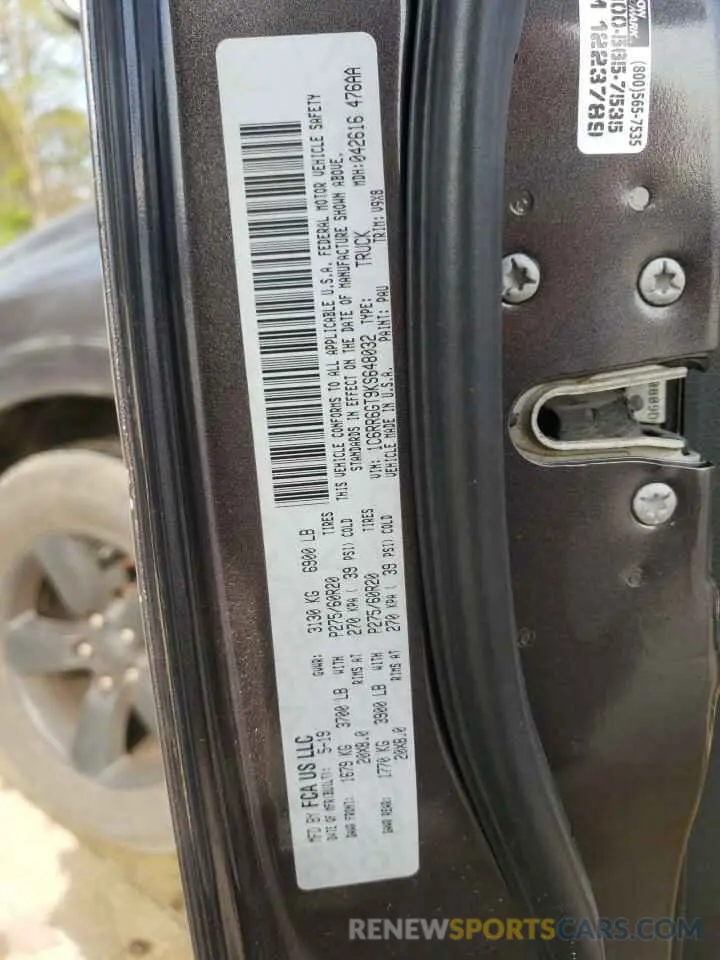 MFD BY FCA US LLC
DATE OF MFR(BUILT): 5-19
GVWR: 3130 KG 6900 LB
GAWR FRONT: 1679 KG 3700 LB WITH P275/60R20 TIRES
20X8.0 RIMS AT 270 KPA ( 39 PSI) COLD
GAWR REAR: 1770 KG 3900 LB WITH P275/60R20 TIRES
20X8.0 RIMS AT 270 KPA ( 39 PSI) COLD
THIS VEHICLE CONFORMS TO ALL APPLICABLE U.S.A. FEDERAL MOTOR VEHICLE SAFETY
STANDARDS IN EFFECT ON THE DATE OF MANUFACTURE SHOWN ABOVE.
MDH: 042616 476AA
VIN: 1C6RR6GT9KS648032 TYPE: TRUCK
VEHICLE MADE IN U.S.A. PAINT: PAU TRIM: V9X8
(800)565-7535
RENEWSPORTSCARS.COM